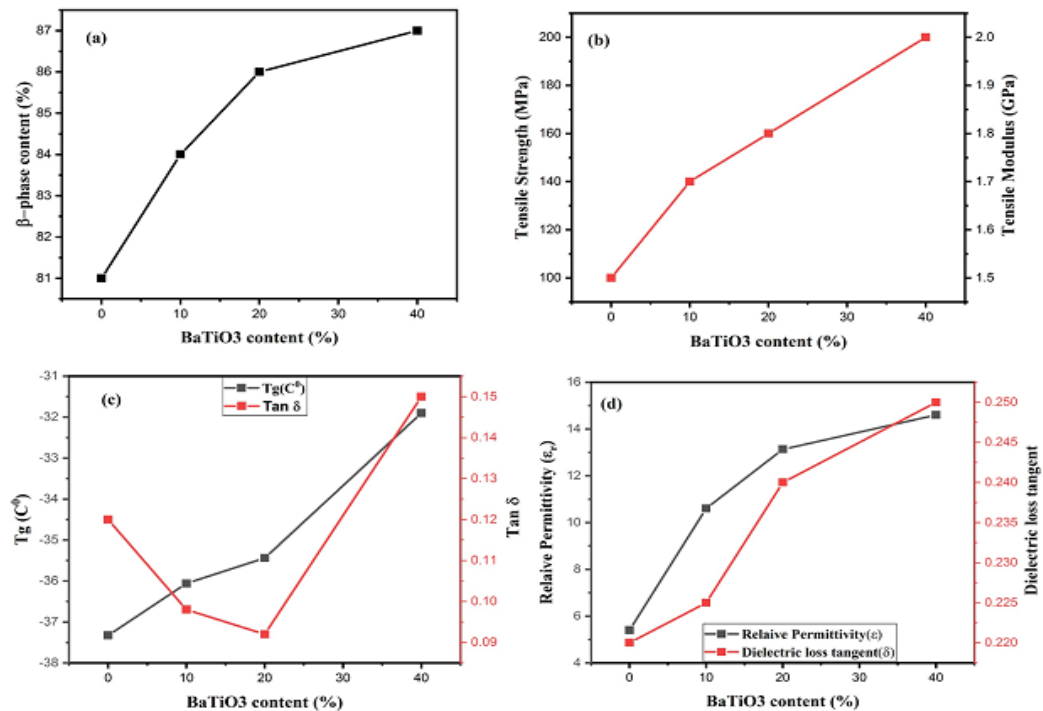 (a)
87
86
85
84
83
82
81
β−phase content (%)
0 10 20 30 40
BaTiO3 content (%)
(b)
200
180
160
140
120
100
Tensile Strength (MPa)
2.0
1.9
1.8
1.7
1.6
1.5
Tensile Modulus (GPa)
0 10 20 30 40
BaTiO3 content (%)
(c)
Tg(C⁰)
Tan δ
-31
-32
-33
-34
-35
-36
-37
-38
Tg (C⁰)
0.15
0.14
0.13
0.12
0.11
0.10
0.09
Tan δ
0 10 20 30 40
BaTiO3 content (%)
(d)
16
14
12
10
8
6
4
Relaive Permittivity (εr)
0.250
0.245
0.240
0.235
0.230
0.225
0.220
Dielectric loss tangent
Relaive Permittivity(ε)
Dielectric loss tangent(δ)
0 10 20 30 40
BaTiO3 content (%)